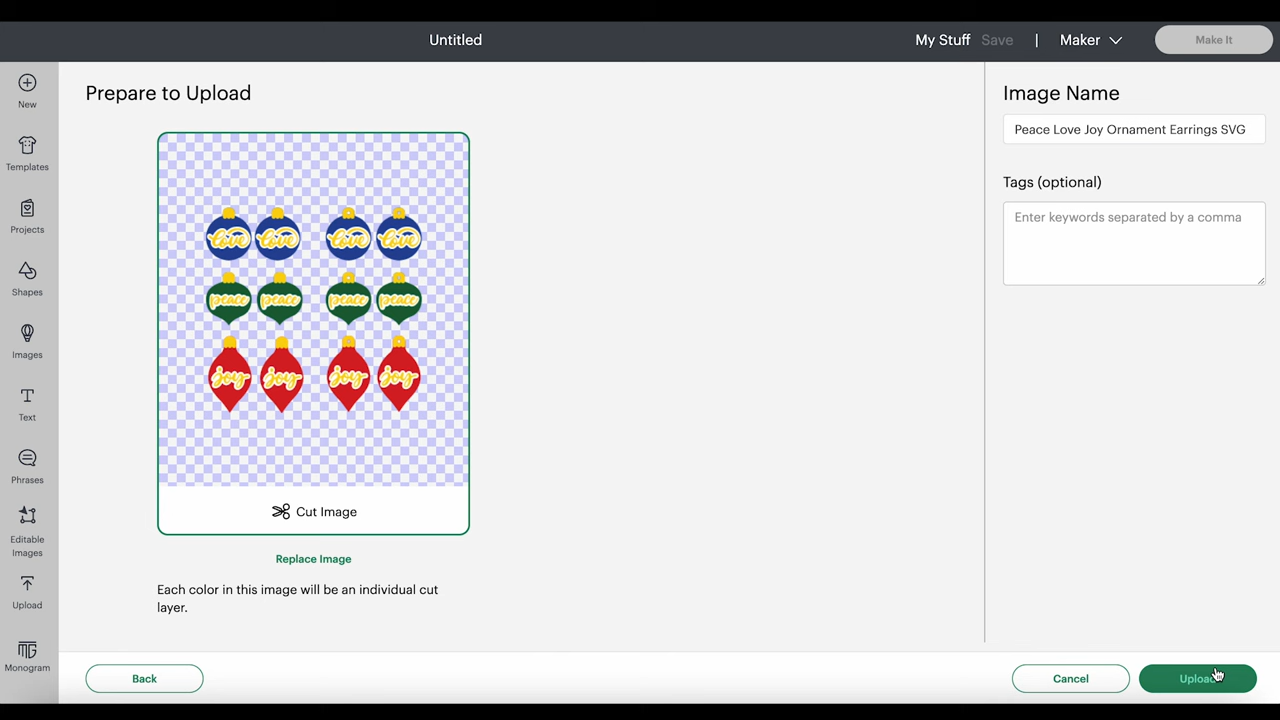 Untitled
My Stuff Save | Maker
Make It
New
Templates
Projects
Shapes
Images
Text
Phrases
Editable
Images
Upload
Monogram
Prepare to Upload
love love love love
peace peace peace peace
joy joy joy joy
Cut Image
Replace Image
Each color in this image will be an individual cut
layer.
Image Name
Peace Love Joy Ornament Earrings SVG
Tags (optional)
Enter keywords separated by a comma
Back
Cancel
Upload